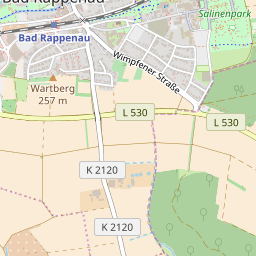 Bad Rappenau
Salinenpark
Bad Rappenau
Wimpfener Straße
Wartberg
257 m
L 530
L 530
K 2120
K 2120